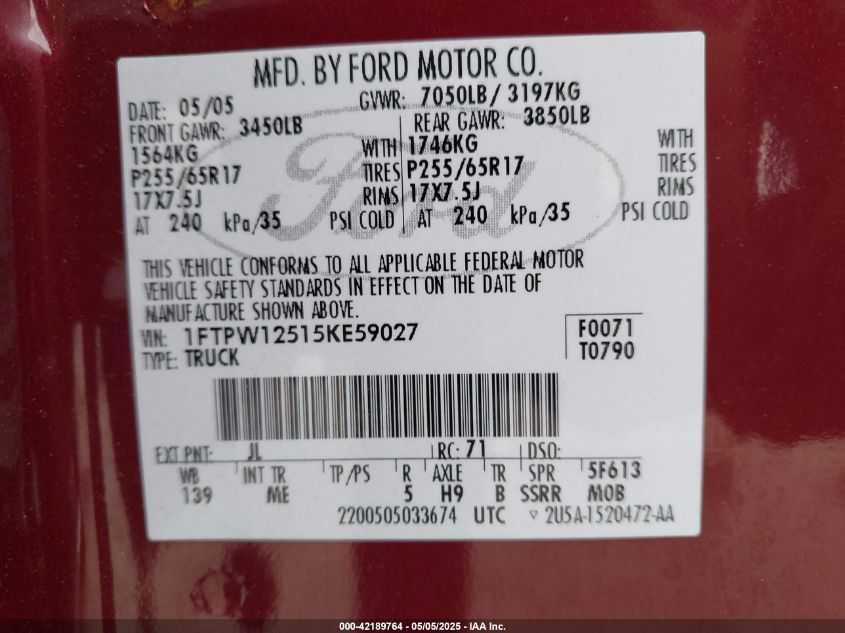 MFD. BY FORD MOTOR CO.
DATE: 05/05 GVWR: 7050LB / 3197KG
FRONT GAWR: 3450LB REAR GAWR: 3850LB
1564KG WITH 1746KG WITH
P255/65R17 TIRES P255/65R17 TIRES
17X7.5J RIMS 17X7.5J RIMS
AT 240 kPa/35 PSI COLD AT 240 kPa/35 PSI COLD
Ford
THIS VEHICLE CONFORMS TO ALL APPLICABLE FEDERAL MOTOR
VEHICLE SAFETY STANDARDS IN EFFECT ON THE DATE OF
MANUFACTURE SHOWN ABOVE.
VIN: 1FTPW12515KE59027 F0071
TYPE: TRUCK T0790
EXT PNT: JL RC: 71 DSO:
WB INT TR TP/PS R AXLE TR SPR 5F613
139 ME 5 H9 B SSRR MOB
2200505033674 UTC ▽ 2U5A-1520472-AA
000-42189764 - 05/05/2025 - IAA Inc.